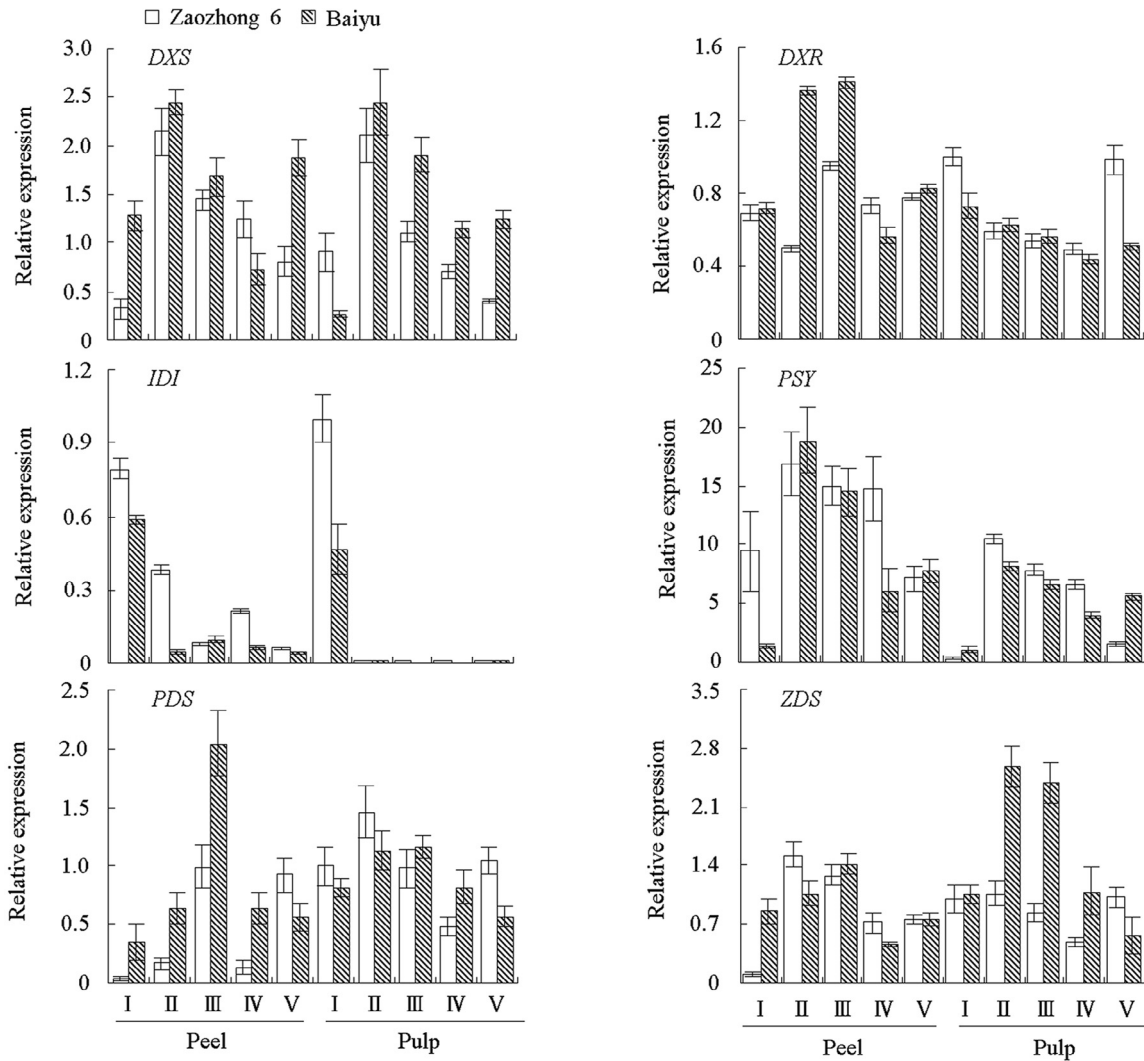 Zaozhong 6 Baiyu
DXS
Relative expression
3.0
2.5
2.0
1.5
1.0
0.5
0
DXR
Relative expression
1.6
1.2
0.8
0.4
0
IDI
Relative expression
1.2
0.9
0.6
0.3
0
PSY
Relative expression
25
20
15
10
5
0
PDS
Relative expression
2.5
2.0
1.5
1.0
0.5
0
I II III IV V I II III IV V
Peel Pulp
ZDS
Relative expression
3.5
2.8
2.1
1.4
0.7
0
I II III IV V I II III IV V
Peel Pulp